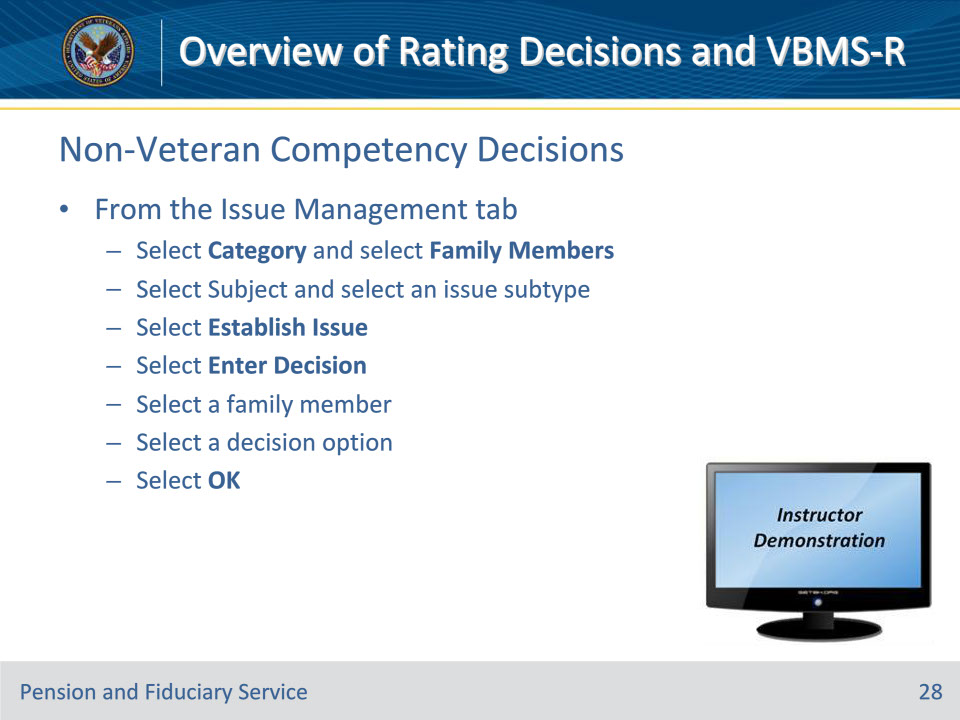 Overview of Rating Decisions and VBMS-R
Non-Veteran Competency Decisions
• From the Issue Management tab
– Select Category and select Family Members
– Select Subject and select an issue subtype
– Select Establish Issue
– Select Enter Decision
– Select a family member
– Select a decision option
– Select OK
Instructor
Demonstration
Pension and Fiduciary Service
28